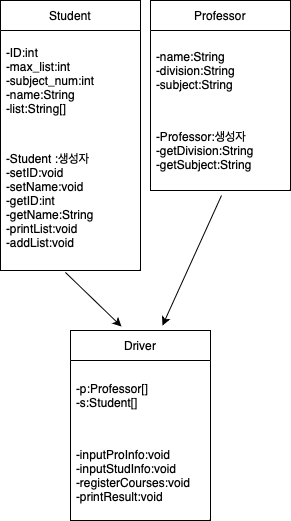 Student
-ID:int
-max_list:int
-subject_num:int
-name:String
-list:String[]
-Student :생성자
-setID:void
-setName:void
-getID:int
-getName:String
-printList:void
-addList:void
Professor
-name:String
-division:String
-subject:String
-Professor:생성자
-getDivision:String
-getSubject:String
Driver
-p:Professor[]
-s:Student[]
-inputProInfo:void
-inputStudInfo:void
-registerCourses:void
-printResult:void